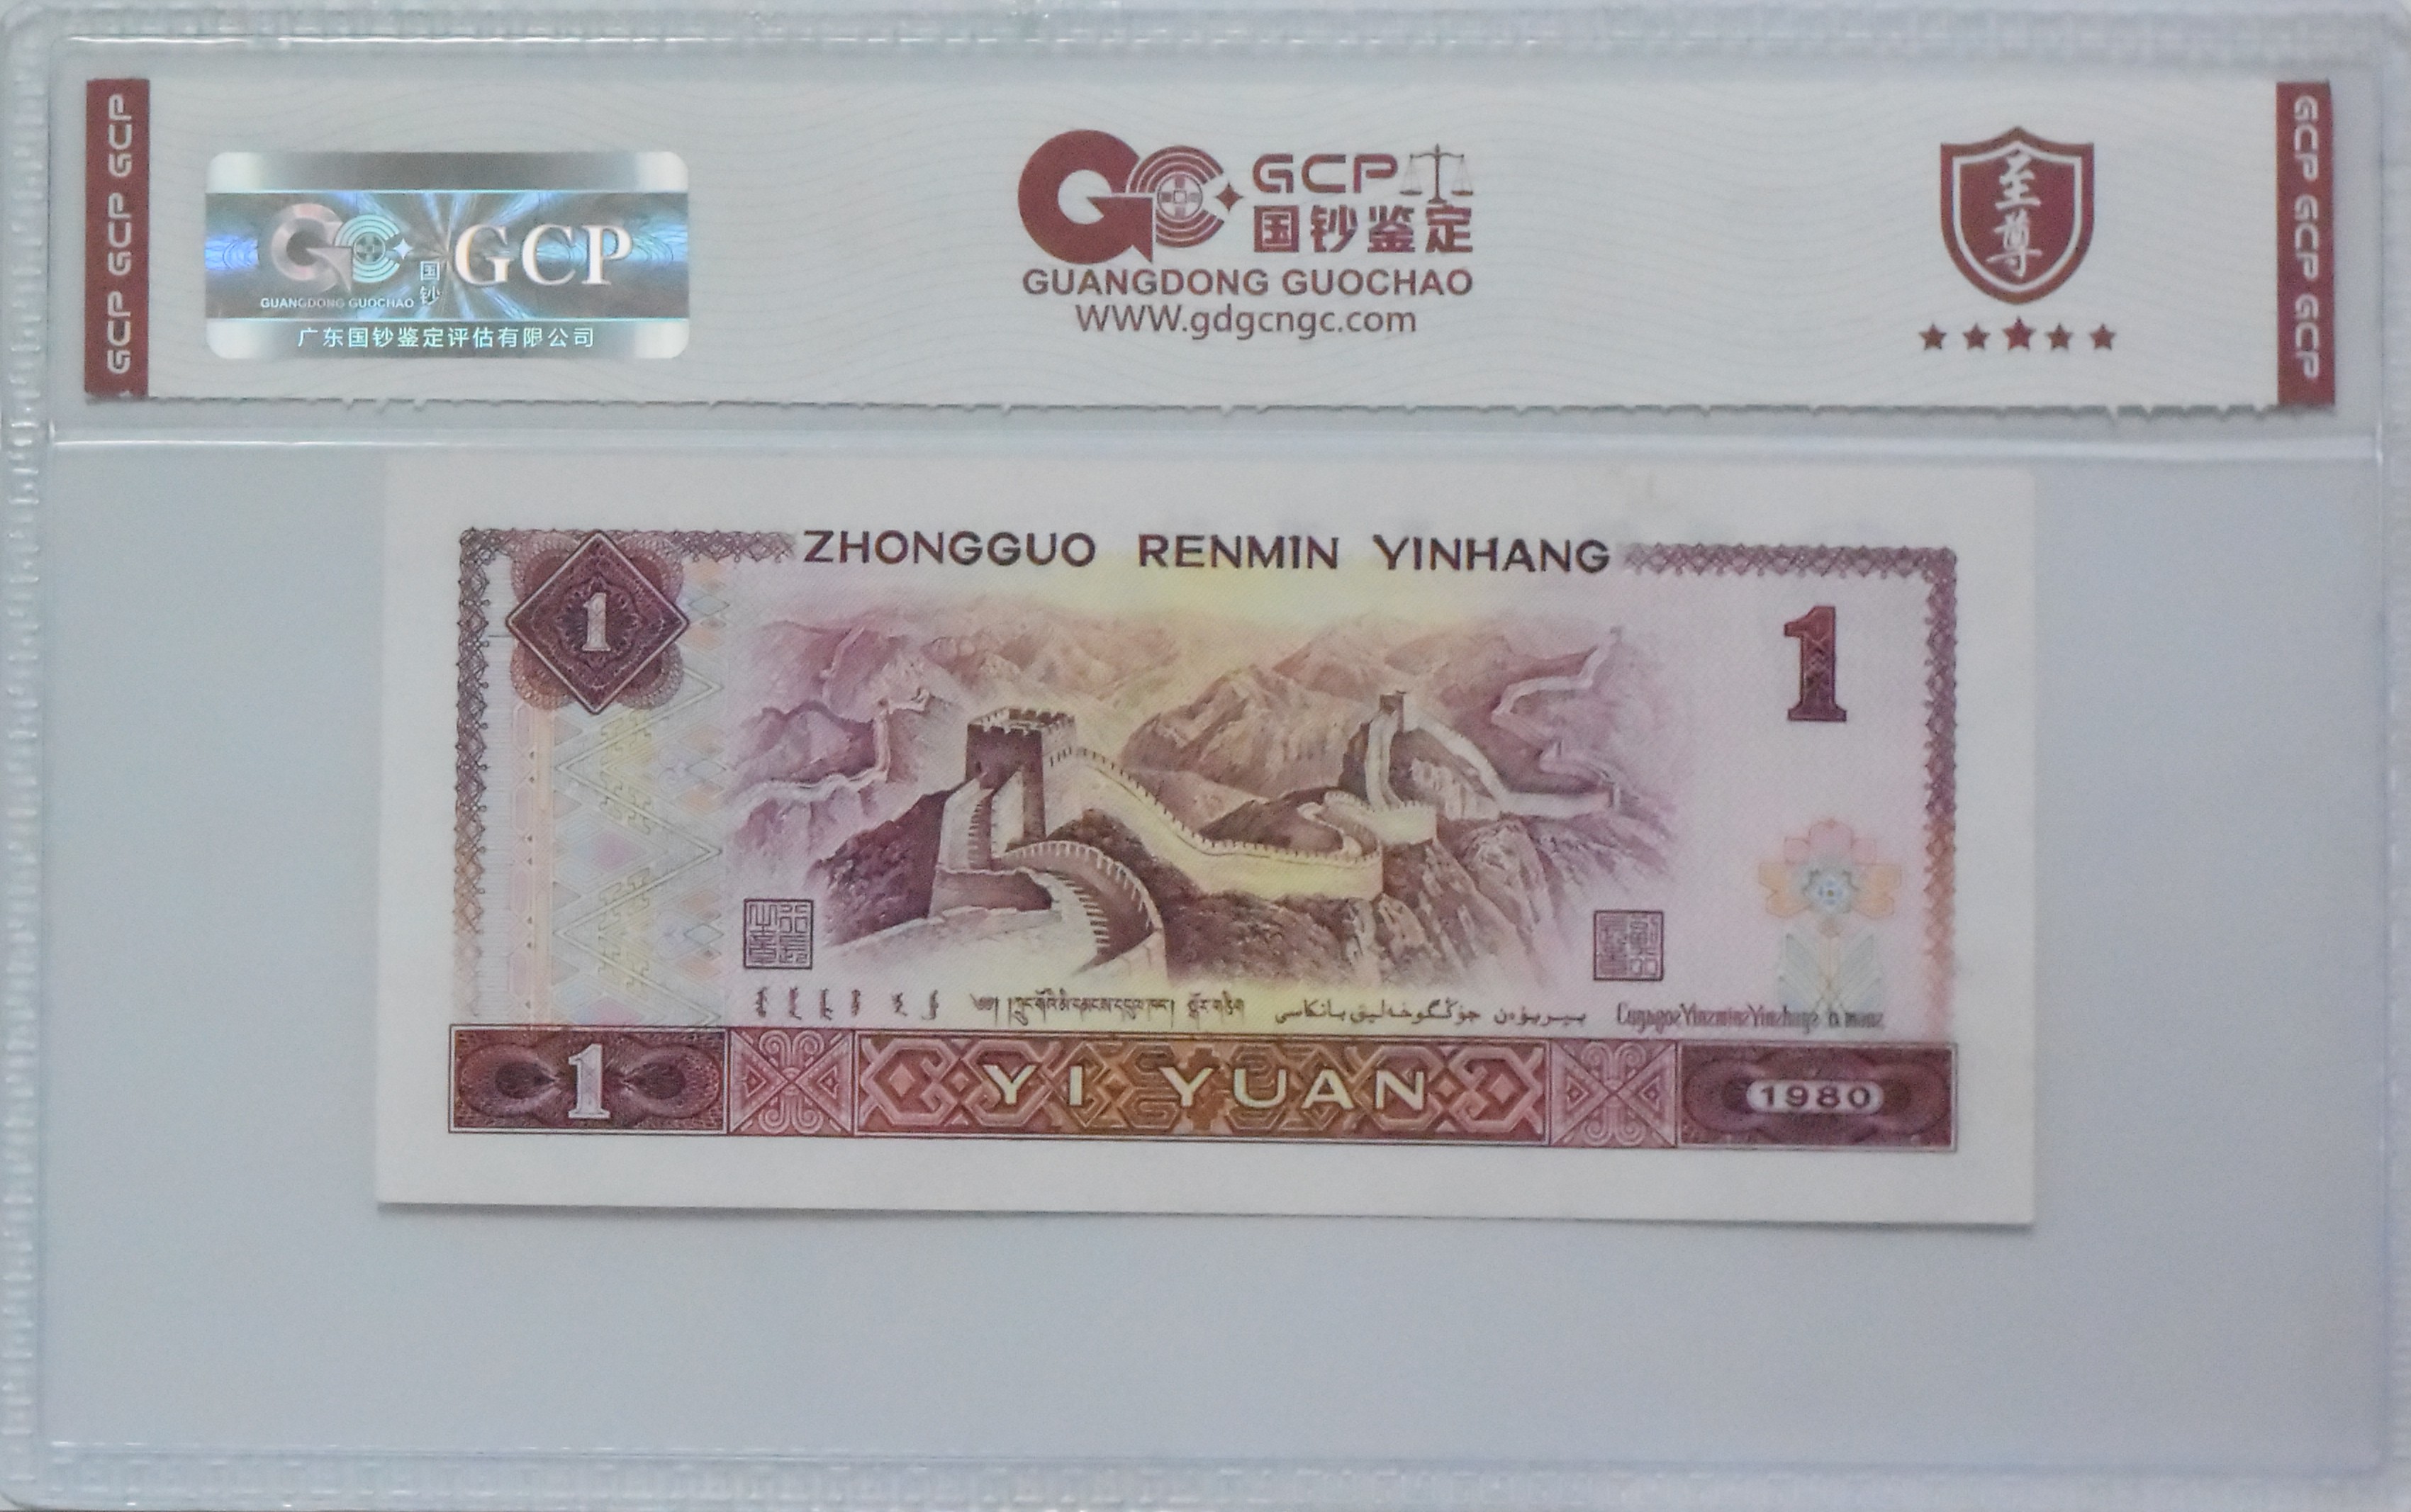 GCP GCP GCP
GUANGDONG GUOCHAO
国钞
GCP
广东国钞鉴定评估有限公司
GCP
国钞鉴定
GUANGDONG GUOCHAO
WWW.gdgcngc.com
至尊
GCP GCP GCP
ZHONGGUO RENMIN YINHANG
1
1
1
YI YUAN
1980